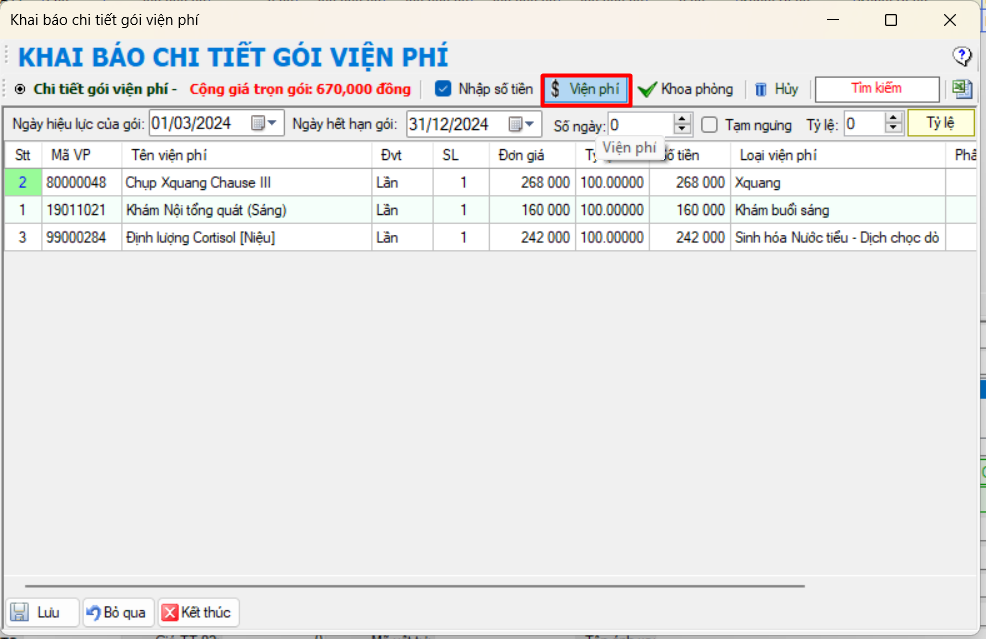 Khai báo chi tiết gói viện phí
KHAI BÁO CHI TIẾT GÓI VIỆN PHÍ
Chi tiết gói viện phí - Cộng giá trọn gói: 670,000 đồng Nhập số tiền $ Viện phí Khoa phòng Hủy Tìm kiếm
Ngày hiệu lực của gói: 01/03/2024 Ngày hết hạn gói: 31/12/2024 Số ngày: 0 Tạm ngưng Tỷ lệ: 0 Tỷ lệ
Viện phí
Stt Mã VP Tên viện phí Đvt SL Đơn giá tiền Loại viện phí
2 80000048 Chụp Xquang Chause III Lần 1 268 000 100.00000 268 000 Xquang
1 19011021 Khám Nội tổng quát (Sáng) Lần 1 160 000 100.00000 160 000 Khám buổi sáng
3 99000284 Định lượng Cortisol [Niệu] Lần 1 242 000 100.00000 242 000 Sinh hóa Nước tiểu - Dịch chọc dò
Lưu Bỏ qua Kết thúc